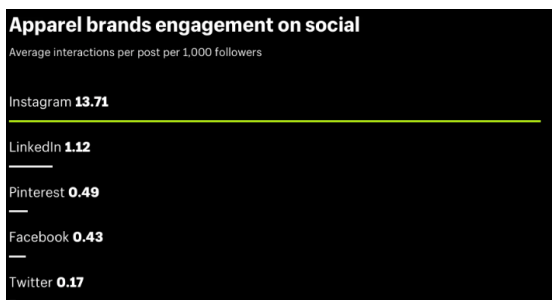 Apparel brands engagement on social
Average interactions per post per 1,000 followers
Instagram 13.71
LinkedIn 1.12
Pinterest 0.49
Facebook 0.43
Twitter 0.17